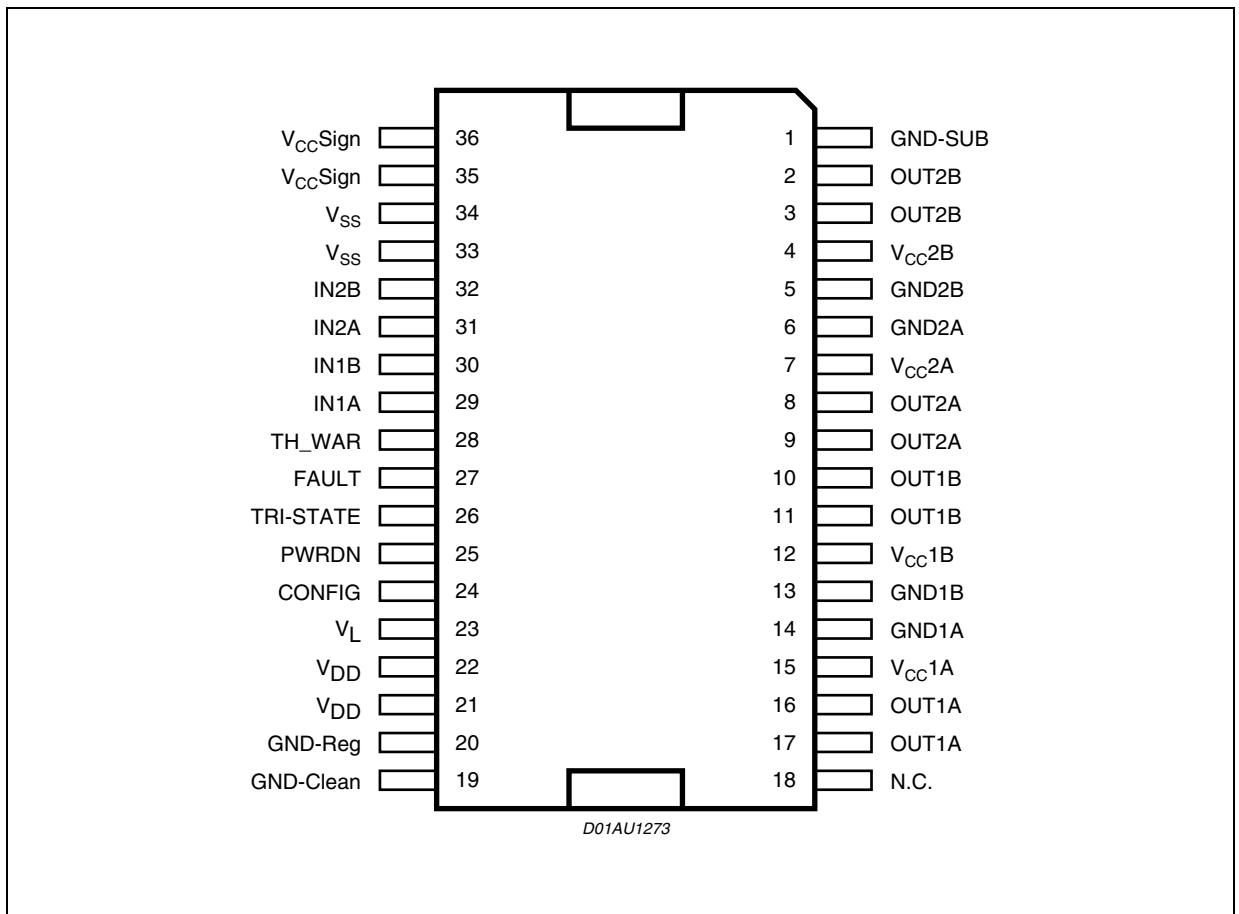 VCCSign 36 1 GND-SUB
VCCSign 35 2 OUT2B
VSS 34 3 OUT2B
VSS 33 4 VCC2B
IN2B 32 5 GND2B
IN2A 31 6 GND2A
IN1B 30 7 VCC2A
IN1A 29 8 OUT2A
TH_WAR 28 9 OUT2A
FAULT 27 10 OUT1B
TRI-STATE 26 11 OUT1B
PWRDN 25 12 VCC1B
CONFIG 24 13 GND1B
VL 23 14 GND1A
VDD 22 15 VCC1A
VDD 21 16 OUT1A
GND-Reg 20 17 OUT1A
GND-Clean 19 18 N.C.
D01AU1273